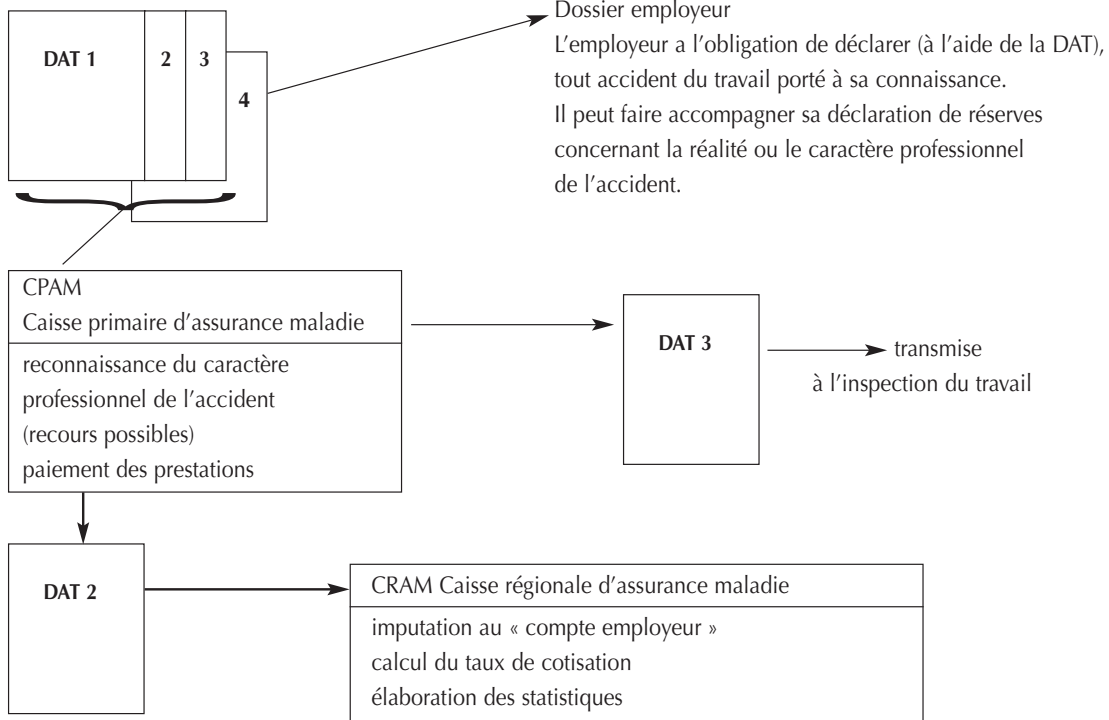 DAT 1
2
3
4
Dossier employeur
L'employeur a l'obligation de déclarer (à l'aide de la DAT),
tout accident du travail porté à sa connaissance.
Il peut faire accompagner sa déclaration de réserves
concernant la réalité ou le caractère professionnel
de l'accident.
CPAM
Caisse primaire d'assurance maladie
reconnaissance du caractère
professionnel de l'accident
(recours possibles)
paiement des prestations
DAT 3
transmise
à l'inspection du travail
DAT 2
CRAM Caisse régionale d'assurance maladie
imputation au « compte employeur »
calcul du taux de cotisation
élaboration des statistiques